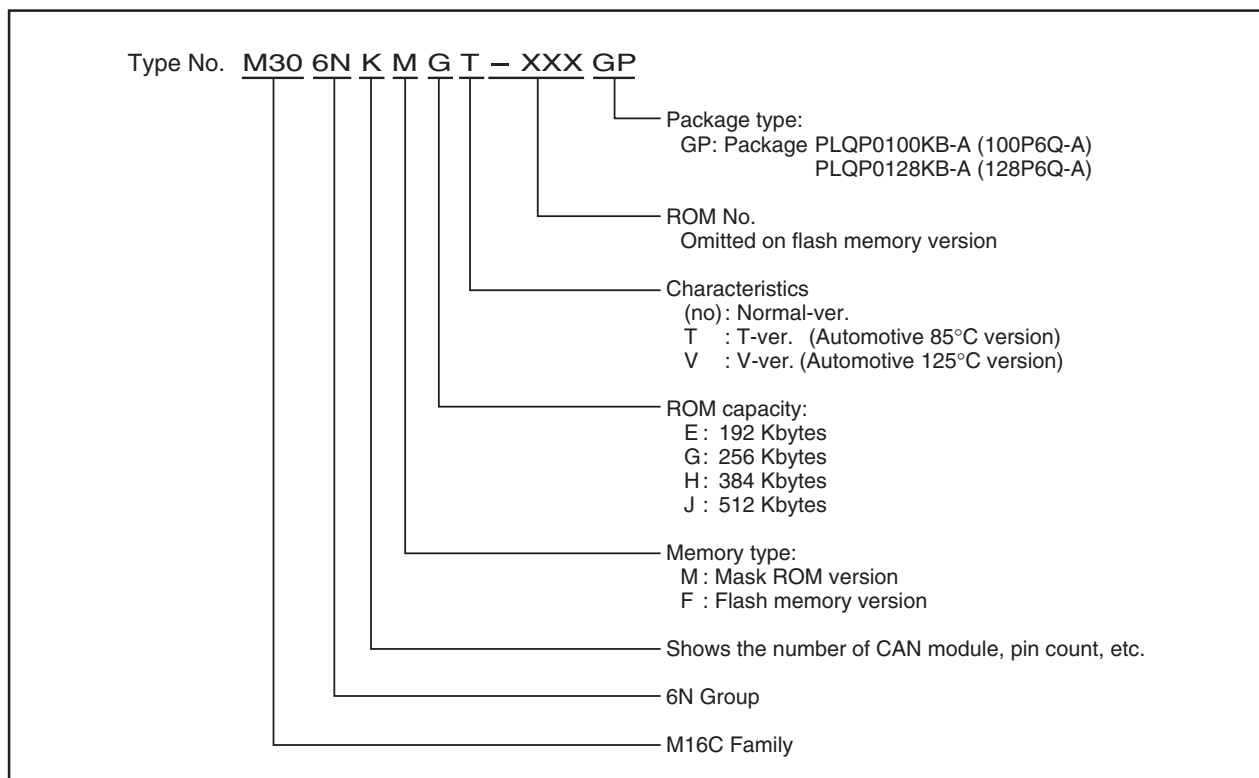 Type No. M30 6N K M G T – XXX GP
Package type:
GP: Package PLQP0100KB-A (100P6Q-A)
PLQP0128KB-A (128P6Q-A)
ROM No.
Omitted on flash memory version
Characteristics
(no) : Normal-ver.
T : T-ver. (Automotive 85°C version)
V : V-ver. (Automotive 125°C version)
ROM capacity:
E : 192 Kbytes
G : 256 Kbytes
H : 384 Kbytes
J : 512 Kbytes
Memory type:
M : Mask ROM version
F : Flash memory version
Shows the number of CAN module, pin count, etc.
6N Group
M16C Family